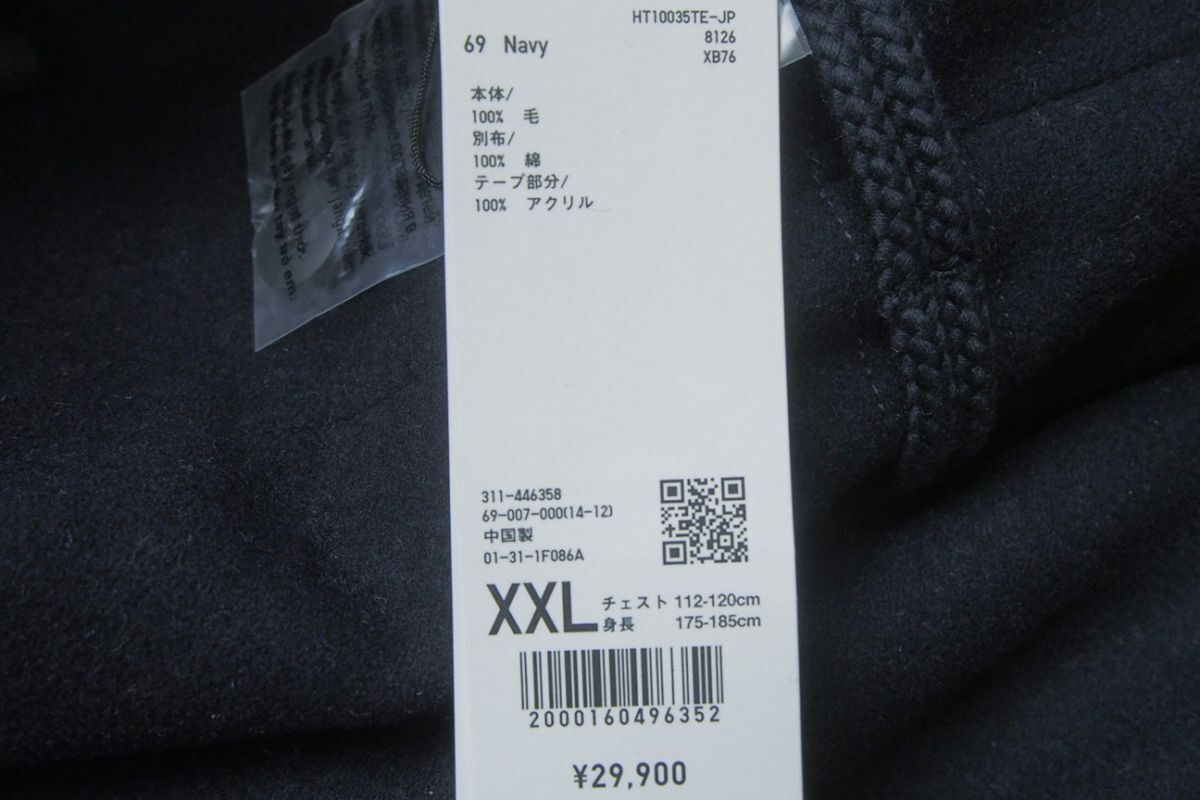 HT10035TE-JP
69 Navy
8126
XB76
本体/
100% 毛
別布/
100% 綿
テープ部分/
100% アクリル
311-446358
69-007-000(14-12)
中国製
01-31-1F086A
XXL
チェスト 112-120cm
身長 175-185cm
2000160496352
¥29,900